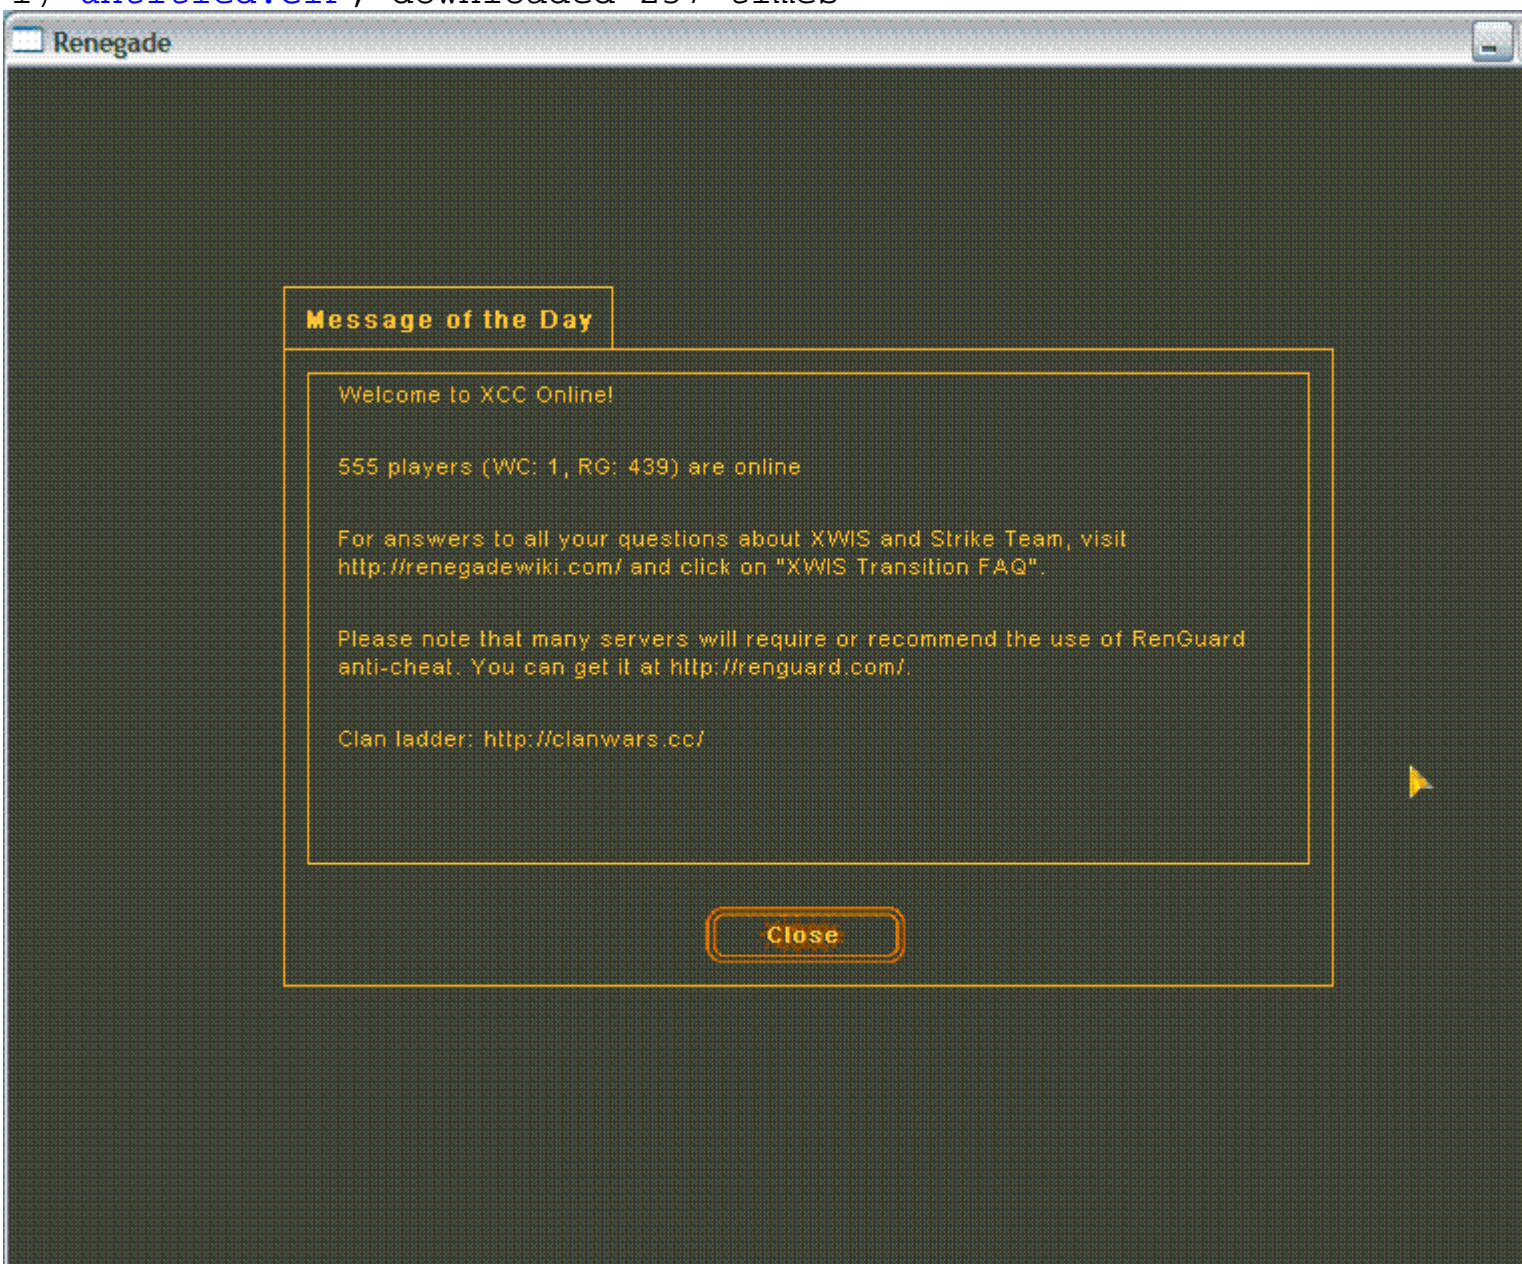 downloaded 257 times
Renegade
Message of the Day
Welcome to XCC Online!
555 players (WC: 1, RG: 439) are online
For answers to all your questions about XWIS and Strike Team, visit
http://renegadewiki.com/ and click on "XWIS Transition FAQ".
Please note that many servers will require or recommend the use of RenGuard
anti-cheat. You can get it at http://renguard.com/.
Clan ladder: http://clanwars.cc/
Close